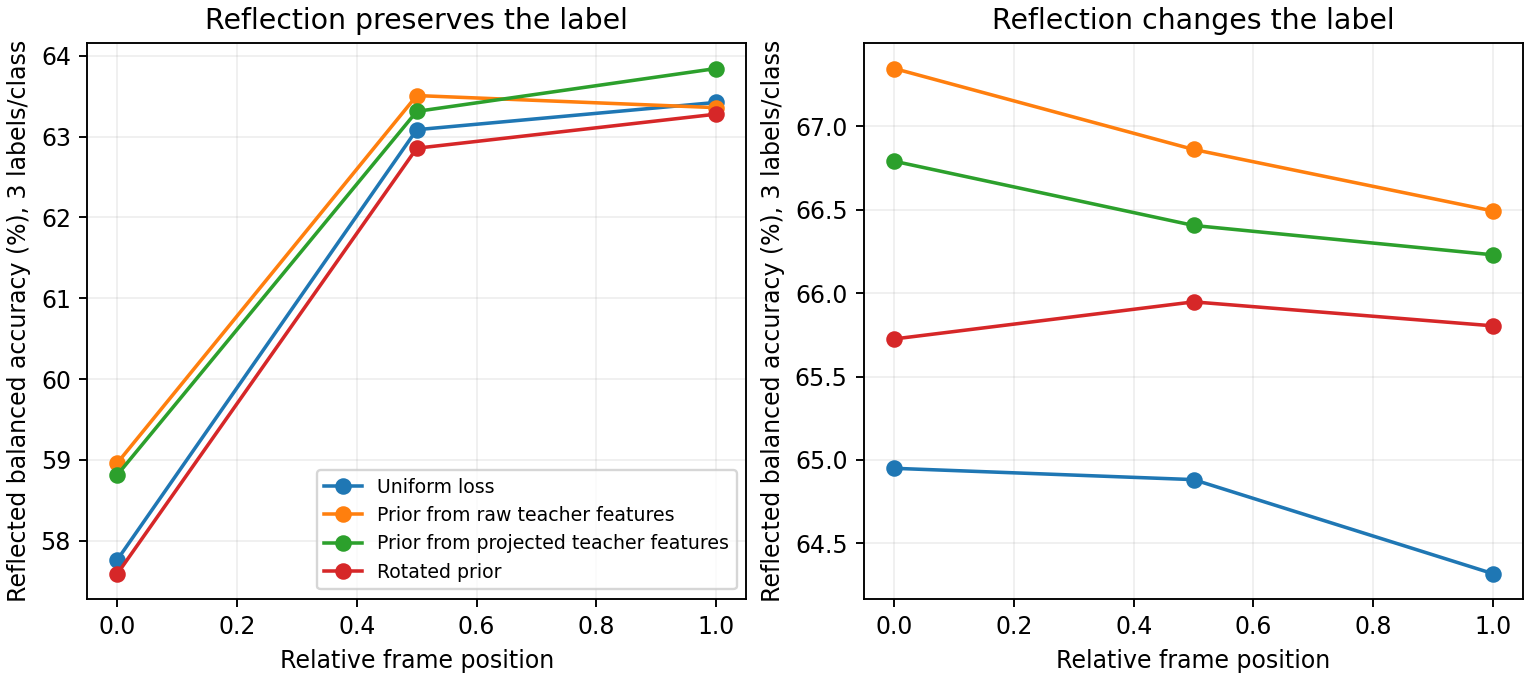 Reflection preserves the label
Reflected balanced accuracy (%), 3 labels/class
64
63
62
61
60
59
58
Uniform loss
Prior from raw teacher features
Prior from projected teacher features
Rotated prior
0.0 0.2 0.4 0.6 0.8 1.0
Relative frame position
Reflection changes the label
Reflected balanced accuracy (%), 3 labels/class
67.0
66.5
66.0
65.5
65.0
64.5
0.0 0.2 0.4 0.6 0.8 1.0
Relative frame position